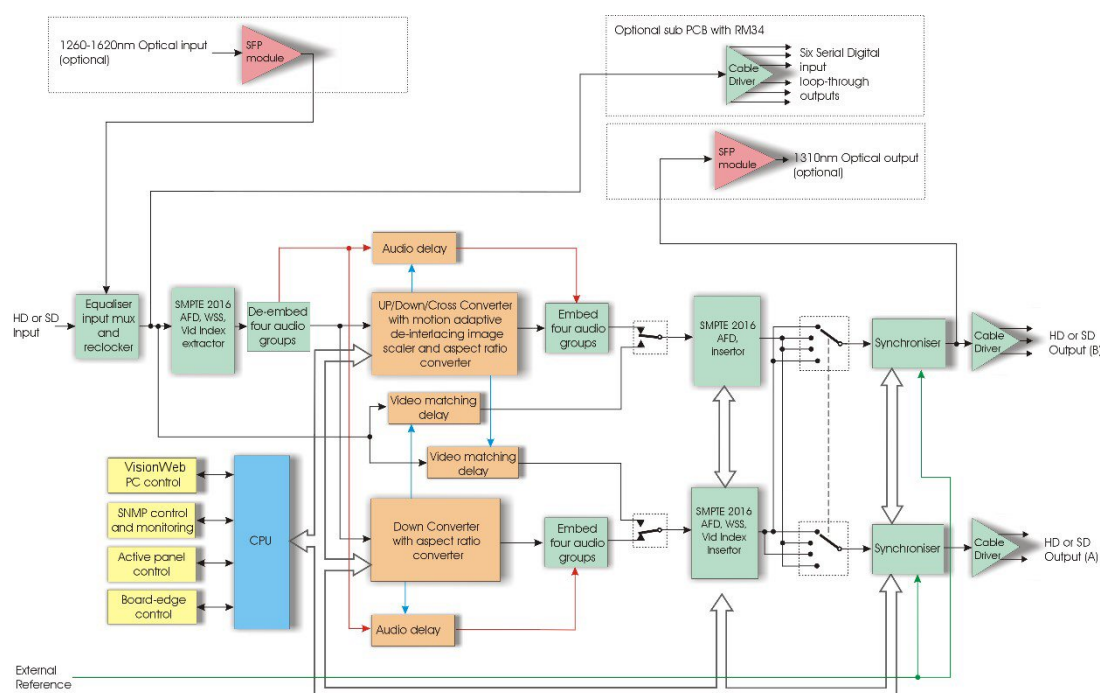 1260-1620nm Optical input
(optional)
SFP
module
Optional sub PCB with RM34
Cable
Driver
Six Serial Digital
input
loop-through
outputs
SFP
module
1310nm Optical output
(optional)
HD or SD
Input
Equaliser
input mux
and
reclocker
SMPTE 2016
AFD, WSS,
Vid Index
extractor
De-embed
four audio
groups
Audio delay
UP/Down/Cross Converter
with motion adaptive
de-interlacing image
scaler and aspect ratio
converter
Embed
four audio
groups
SMPTE 2016
AFD,
insertor
Synchroniser
Cable
Driver
HD or SD
Output (B)
Video matching
delay
Video matching
delay
VisionWeb
PC control
SNMP control
and monitoring
Active panel
control
Board-edge
control
CPU
Down Converter
with aspect ratio
converter
Embed
four audio
groups
SMPTE 2016
AFD, WSS,
Vid Index
Insertor
Synchroniser
Cable
Driver
HD or SD
Output (A)
Audio delay
External
Reference